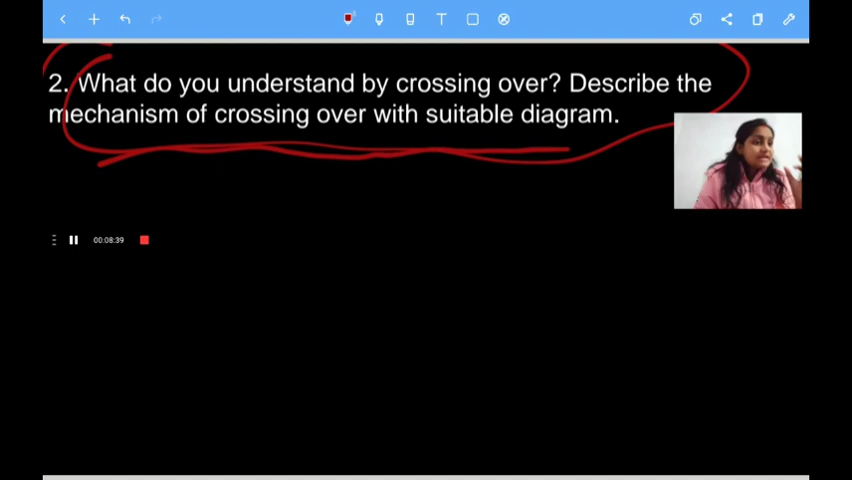 T
2. What do you understand by crossing over? Describe the
mechanism of crossing over with suitable diagram.
00:08:39